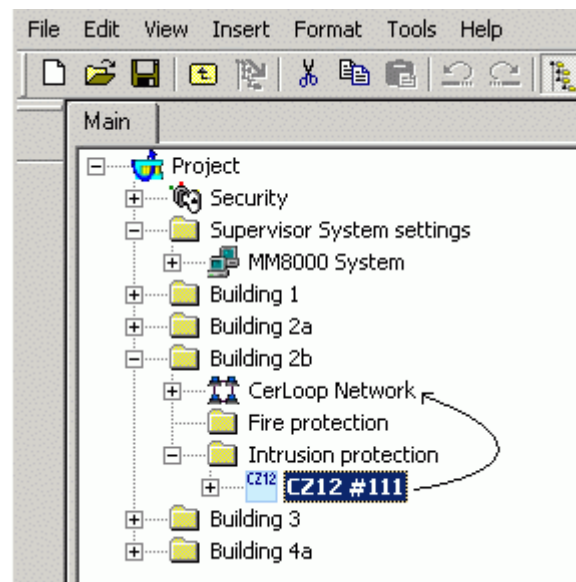 File Edit View Insert Format Tools Help
Main
Project
Security
Supervisor System settings
MM8000 System
Building 1
Building 2a
Building 2b
CerLoop Network
Fire protection
Intrusion protection
CZ12 CZ12 #111
Building 3
Building 4a